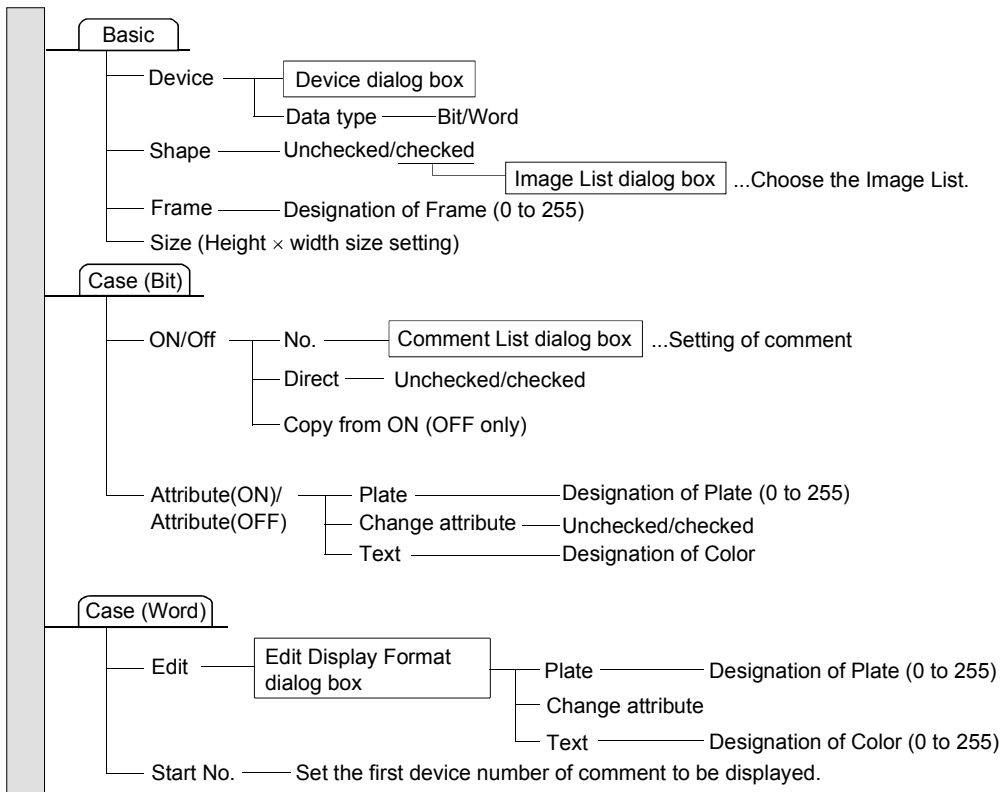 Basic
Device
Device dialog box
Data type
Bit/Word
Shape
Unchecked/checked
Image List dialog box
...Choose the Image List.
Frame
Designation of Frame (0 to 255)
Size (Height × width size setting)
Case (Bit)
ON/Off
No.
Comment List dialog box
...Setting of comment
Direct
Unchecked/checked
Copy from ON (OFF only)
Attribute(ON)/
Attribute(OFF)
Plate
Designation of Plate (0 to 255)
Change attribute
Unchecked/checked
Text
Designation of Color
Case (Word)
Edit
Edit Display Format
dialog box
Plate
Designation of Plate (0 to 255)
Change attribute
Text
Designation of Color (0 to 255)
Start No.
Set the first device number of comment to be displayed.